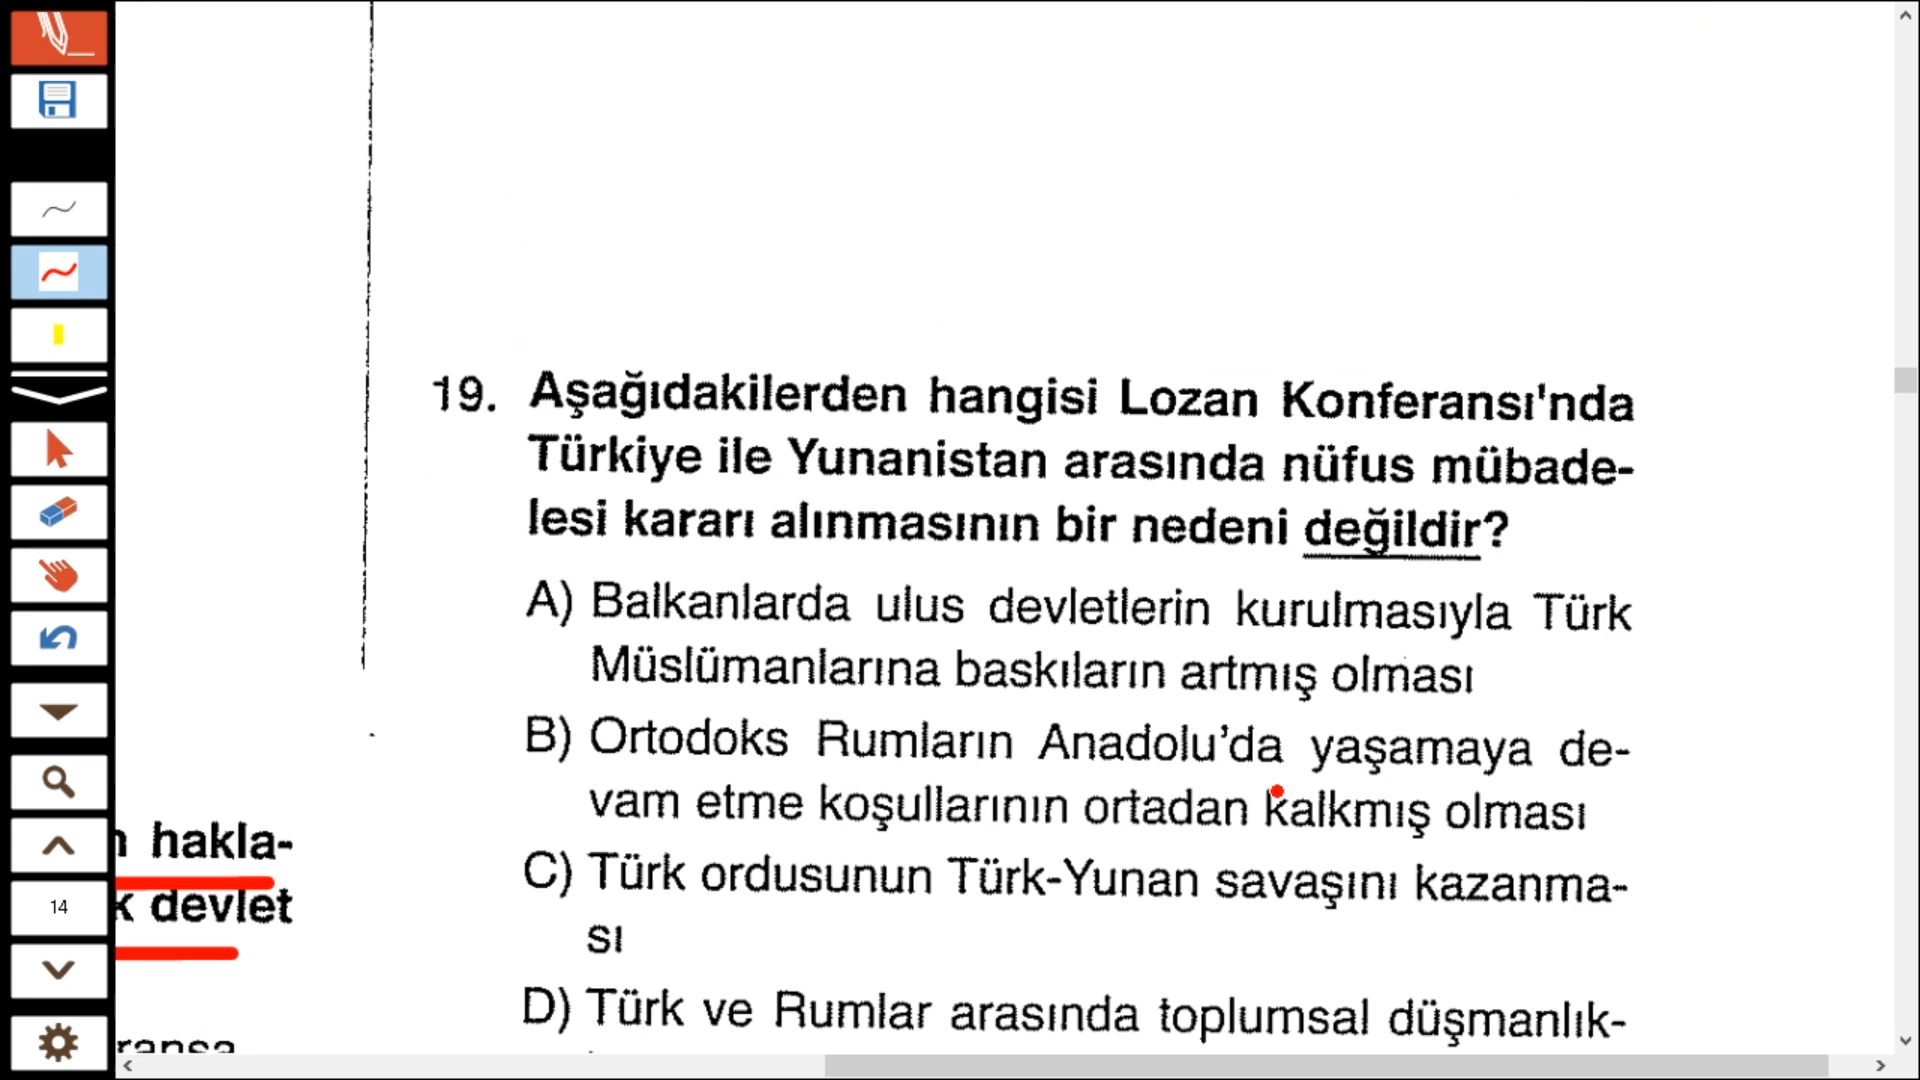 19. Aşağıdakilerden hangisi Lozan Konferansı'nda
Türkiye ile Yunanistan arasında nüfus mübade-
lesi kararı alınmasının bir nedeni değildir?
A) Balkanlarda ulus devletlerin kurulmasıyla Türk
Müslümanlarına baskıların artmış olması
B) Ortodoks Rumların Anadolu’da yaşamaya de-
vam etme koşullarının ortadan kalkmış olması
C) Türk ordusunun Türk-Yunan savaşını kazanma-
sı
D) Türk ve Rumlar arasında toplumsal düşmanlık-
hakla-
devlet
14